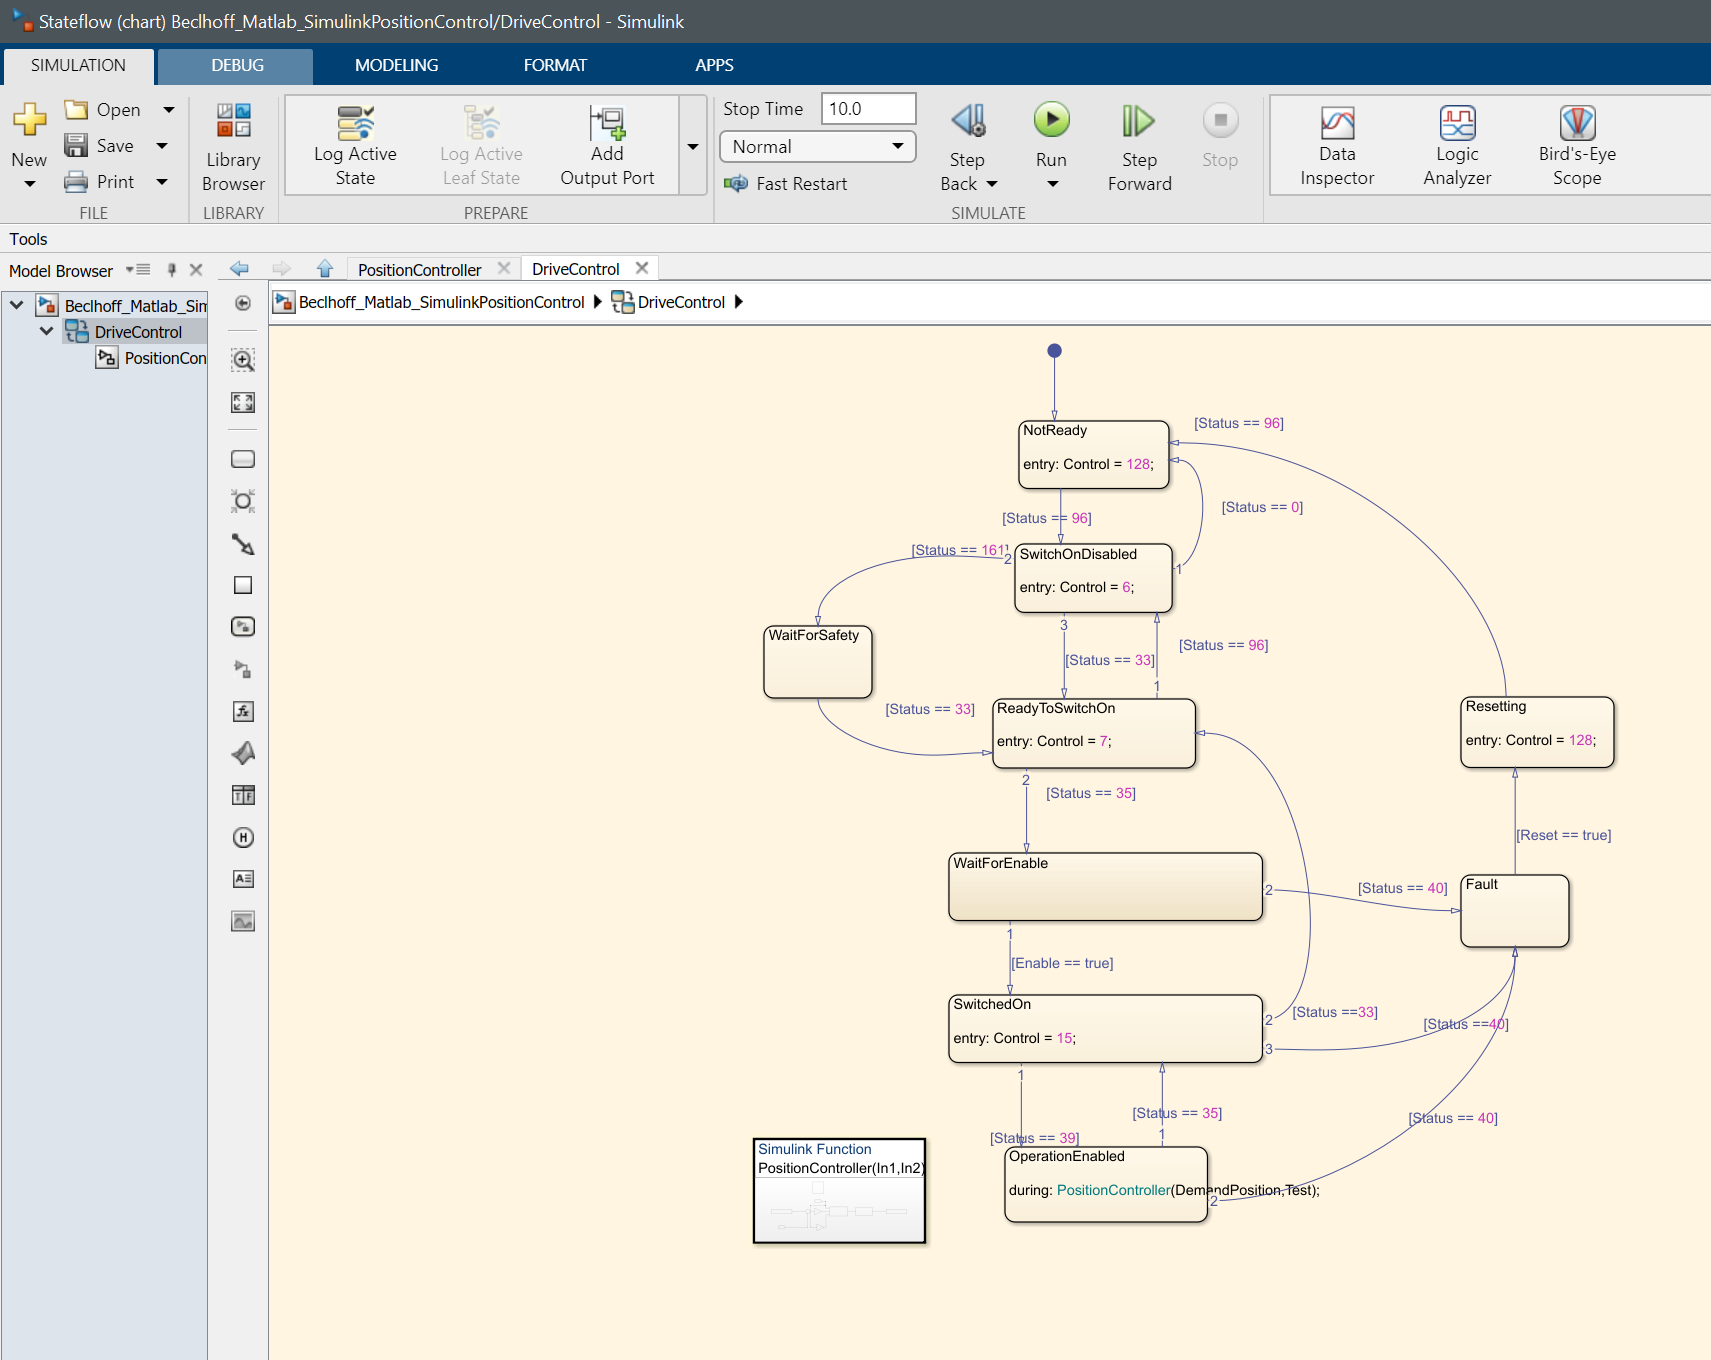 Stateflow (chart) Beclhoff_Matlab_SimulinkPositionControl/DriveControl - Simulink
SIMULATION DEBUG MODELING FORMAT APPS
New
Open
Save
Print
FILE
Library Browser
LIBRARY
Log Active State
Log Active Leaf State
Add Output Port
PREPARE
Stop Time 10.0
Normal
Fast Restart
Step Back
Run
Step Forward
Stop
SIMULATE
Data Inspector
Logic Analyzer
Bird's-Eye Scope
Tools
Model Browser
PositionController
DriveControl
Beclhoff_Matlab_Sim
DriveControl
PositionCon
Beclhoff_Matlab_SimulinkPositionControl DriveControl
NotReady
entry: Control = 128;
[Status == 96]
[Status == 0]
[Status == 96]
[Status == 161]
2
SwitchOnDisabled
entry: Control = 6;
1
3
[Status == 33]
[Status == 96]
1
WaitForSafety
[Status == 33]
ReadyToSwitchOn
entry: Control = 7;
2
[Status == 35]
Resetting
entry: Control = 128;
[Reset == true]
WaitForEnable
2
[Status == 40]
Fault
1
[Enable == true]
SwitchedOn
entry: Control = 15;
2
[Status ==33]
3
[Status ==40]
1
[Status == 35]
[Status == 39]
1
[Status == 40]
OperationEnabled
during: PositionController(DemandPosition,Test);
2
Simulink Function
PositionController(In1,In2)